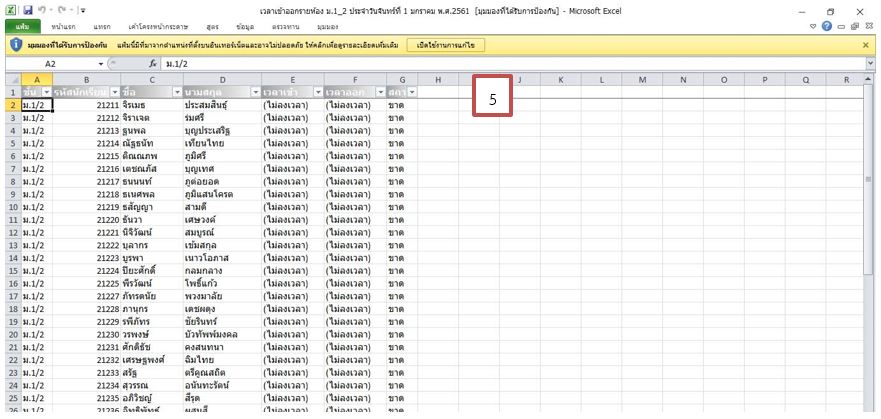 เวลาเข้าออกรายห้อง ม.1_2 ประจำวันจันทร์ที่ 1 มกราคม พ.ศ.2561 [มุมมองที่ได้รับการป้องกัน] - Microsoft Excel
แฟ้ม หน้าแรก แทรก เค้าโครงหน้ากระดาษ สูตร ข้อมูล ตรวจทาน มุมมอง
มุมมองที่ได้รับการป้องกัน แฟ้มนี้มีที่มาจากตำแหน่งที่ตั้งบนอินเทอร์เน็ตและอาจไม่ปลอดภัย ให้คลิกเพื่อดูรายละเอียดเพิ่มเติม เปิดใช้งานการแก้ไข
A2 fx ม.1/2
A B C D E F G H J K L M N O P Q R
1 ชั้น รหัสนักเรียน ชื่อ นามสกุล เวลาเข้า เวลาออก สถา
5
2 ม.1/2 21211 จิรเมธ ประสมสินธุ์ (ไม่ลงเวลา) (ไม่ลงเวลา) ขาด
3 ม.1/2 21212 จิราเจต ร่มศรี (ไม่ลงเวลา) (ไม่ลงเวลา) ขาด
4 ม.1/2 21213 ฐนพล บุญประเสริฐ (ไม่ลงเวลา) (ไม่ลงเวลา) ขาด
5 ม.1/2 21214 ณัฐธนัท เทียนไทย (ไม่ลงเวลา) (ไม่ลงเวลา) ขาด
6 ม.1/2 21215 ติณณภพ ภูมิศรี (ไม่ลงเวลา) (ไม่ลงเวลา) ขาด
7 ม.1/2 21216 เตชณภัส บุญเทศ (ไม่ลงเวลา) (ไม่ลงเวลา) ขาด
8 ม.1/2 21217 ธนนนท์ ภูต่อยอด (ไม่ลงเวลา) (ไม่ลงเวลา) ขาด
9 ม.1/2 21218 ธเนศพล ภูมิแสนโคตร (ไม่ลงเวลา) (ไม่ลงเวลา) ขาด
10 ม.1/2 21219 ธสัญญา สามดี (ไม่ลงเวลา) (ไม่ลงเวลา) ขาด
11 ม.1/2 21220 ธันวา เศษวงค์ (ไม่ลงเวลา) (ไม่ลงเวลา) ขาด
12 ม.1/2 21221 นิธิวัฒน์ สมบูรณ์ (ไม่ลงเวลา) (ไม่ลงเวลา) ขาด
13 ม.1/2 21222 บุลากร เข้มสกุล (ไม่ลงเวลา) (ไม่ลงเวลา) ขาด
14 ม.1/2 21223 บูรพา เนาวโอภาส (ไม่ลงเวลา) (ไม่ลงเวลา) ขาด
15 ม.1/2 21224 ปิยะศักดิ์ กลมกลาง (ไม่ลงเวลา) (ไม่ลงเวลา) ขาด
16 ม.1/2 21225 พีรวัฒน์ โพธิ์แก้ว (ไม่ลงเวลา) (ไม่ลงเวลา) ขาด
17 ม.1/2 21227 ภัทรดนัย พวงมาลัย (ไม่ลงเวลา) (ไม่ลงเวลา) ขาด
18 ม.1/2 21228 ภานุกร เดชผดุง (ไม่ลงเวลา) (ไม่ลงเวลา) ขาด
19 ม.1/2 21229 รพีภัทร ชัยรินทร์ (ไม่ลงเวลา) (ไม่ลงเวลา) ขาด
20 ม.1/2 21230 วรพงษ์ บัวทัพพ์มงคล (ไม่ลงเวลา) (ไม่ลงเวลา) ขาด
21 ม.1/2 21231 ศักดิธัช คงสนทนา (ไม่ลงเวลา) (ไม่ลงเวลา) ขาด
22 ม.1/2 21232 เศรษฐพงศ์ ฉิมไทย (ไม่ลงเวลา) (ไม่ลงเวลา) ขาด
23 ม.1/2 21233 สรัฐ ตรีคุณสถิต (ไม่ลงเวลา) (ไม่ลงเวลา) ขาด
24 ม.1/2 21234 สุวรรณ อนันทะรัตน์ (ไม่ลงเวลา) (ไม่ลงเวลา) ขาด
25 ม.1/2 21235 อภิวิชญ์ สีรุด (ไม่ลงเวลา) (ไม่ลงเวลา) ขาด
26 ม.1/2 21236 (ไม่ลงเวลา) (ไม่ลงเวลา) ขาด